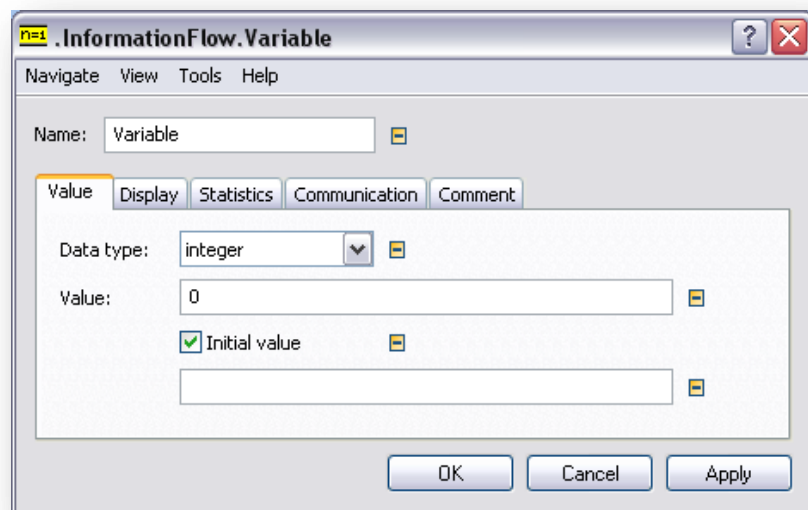 n=1 .InformationFlow.Variable ?
Navigate View Tools Help
Name: Variable
Value Display Statistics Communication Comment
Data type: integer
Value: 0
Initial value
OK Cancel Apply